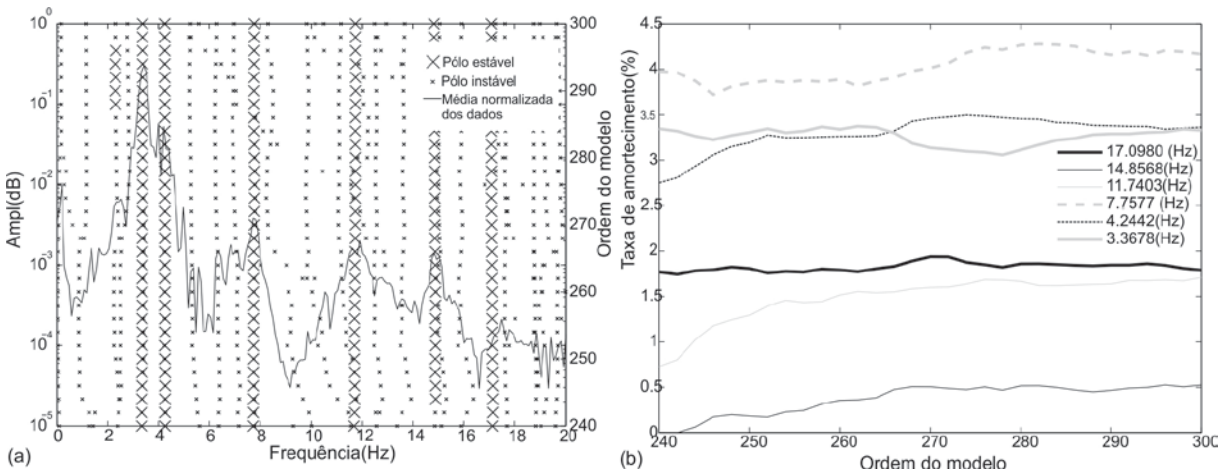 10^0
10^-1
10^-2
10^-3
10^-4
10^-5
Ampl(dB)
0 2 4 6 8 10 12 14 16 18 20
Frequência(Hz)
300
290
280
270
260
250
240
Ordem do modelo
Pólo estável
Pólo instável
Média normalizada
dos dados
(a)
4.5
4
3.5
3
2.5
2
1.5
1
0.5
0
Taxa de amortecimento(%)
240 250 260 270 280 290 300
Ordem do modelo
17.0980 (Hz)
14.8568(Hz)
11.7403(Hz)
7.7577 (Hz)
4.2442(Hz)
3.3678(Hz)
(b)